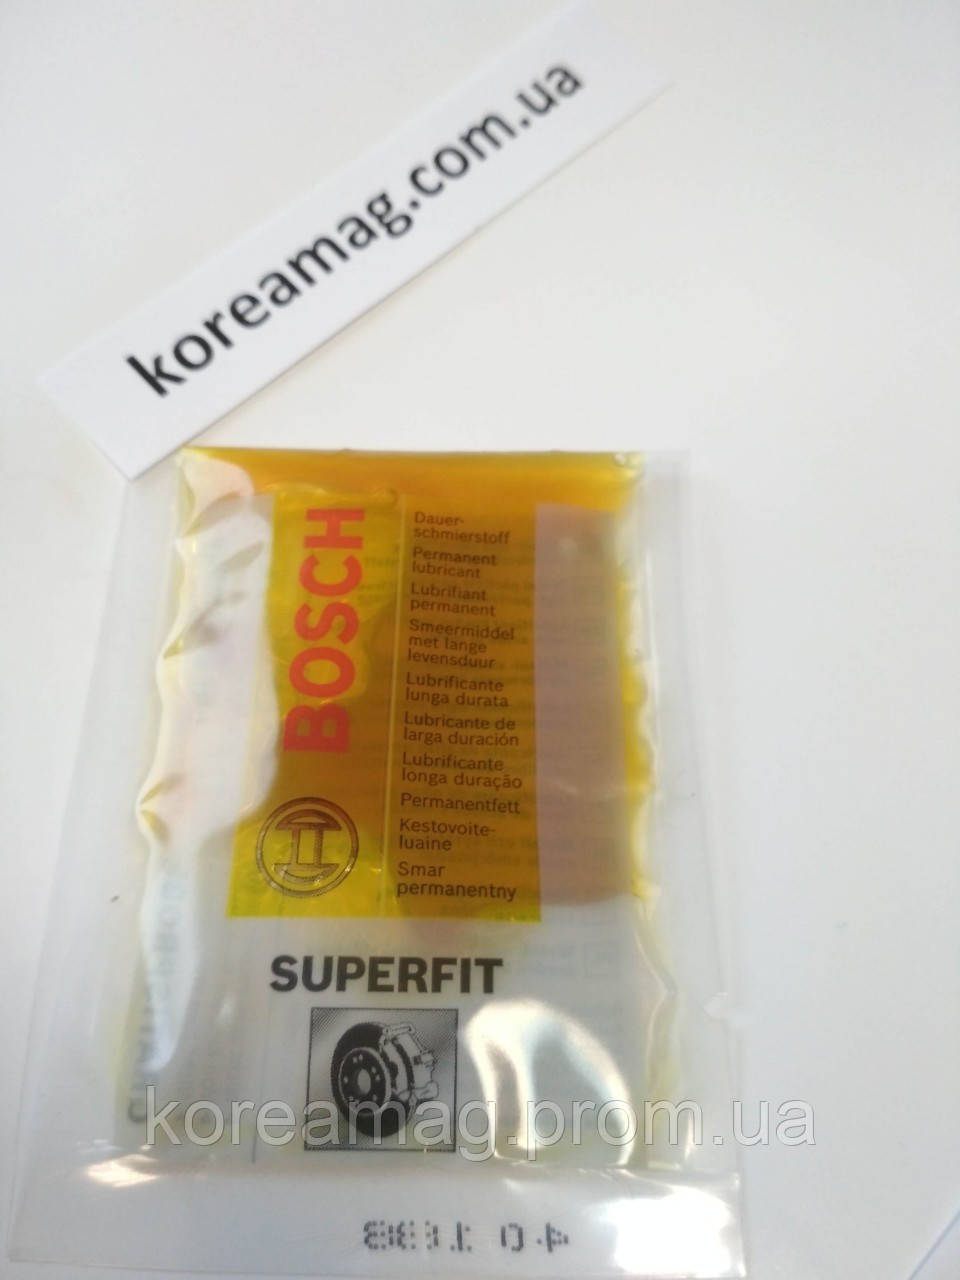 koreamag.com.ua
BOSCH
Dauer-
schmierstoff
Permanent
lubricant
Lubrifiant
permanent
Smeermiddel
met lange
levensduur
Lubrificante
lunga durata
Lubricante de
larga duración
Lubrificante
longa duração
Permanentfett
Kestovoite-
luaine
Smar
permanentny
SUPERFIT
koreamag.prom.ua